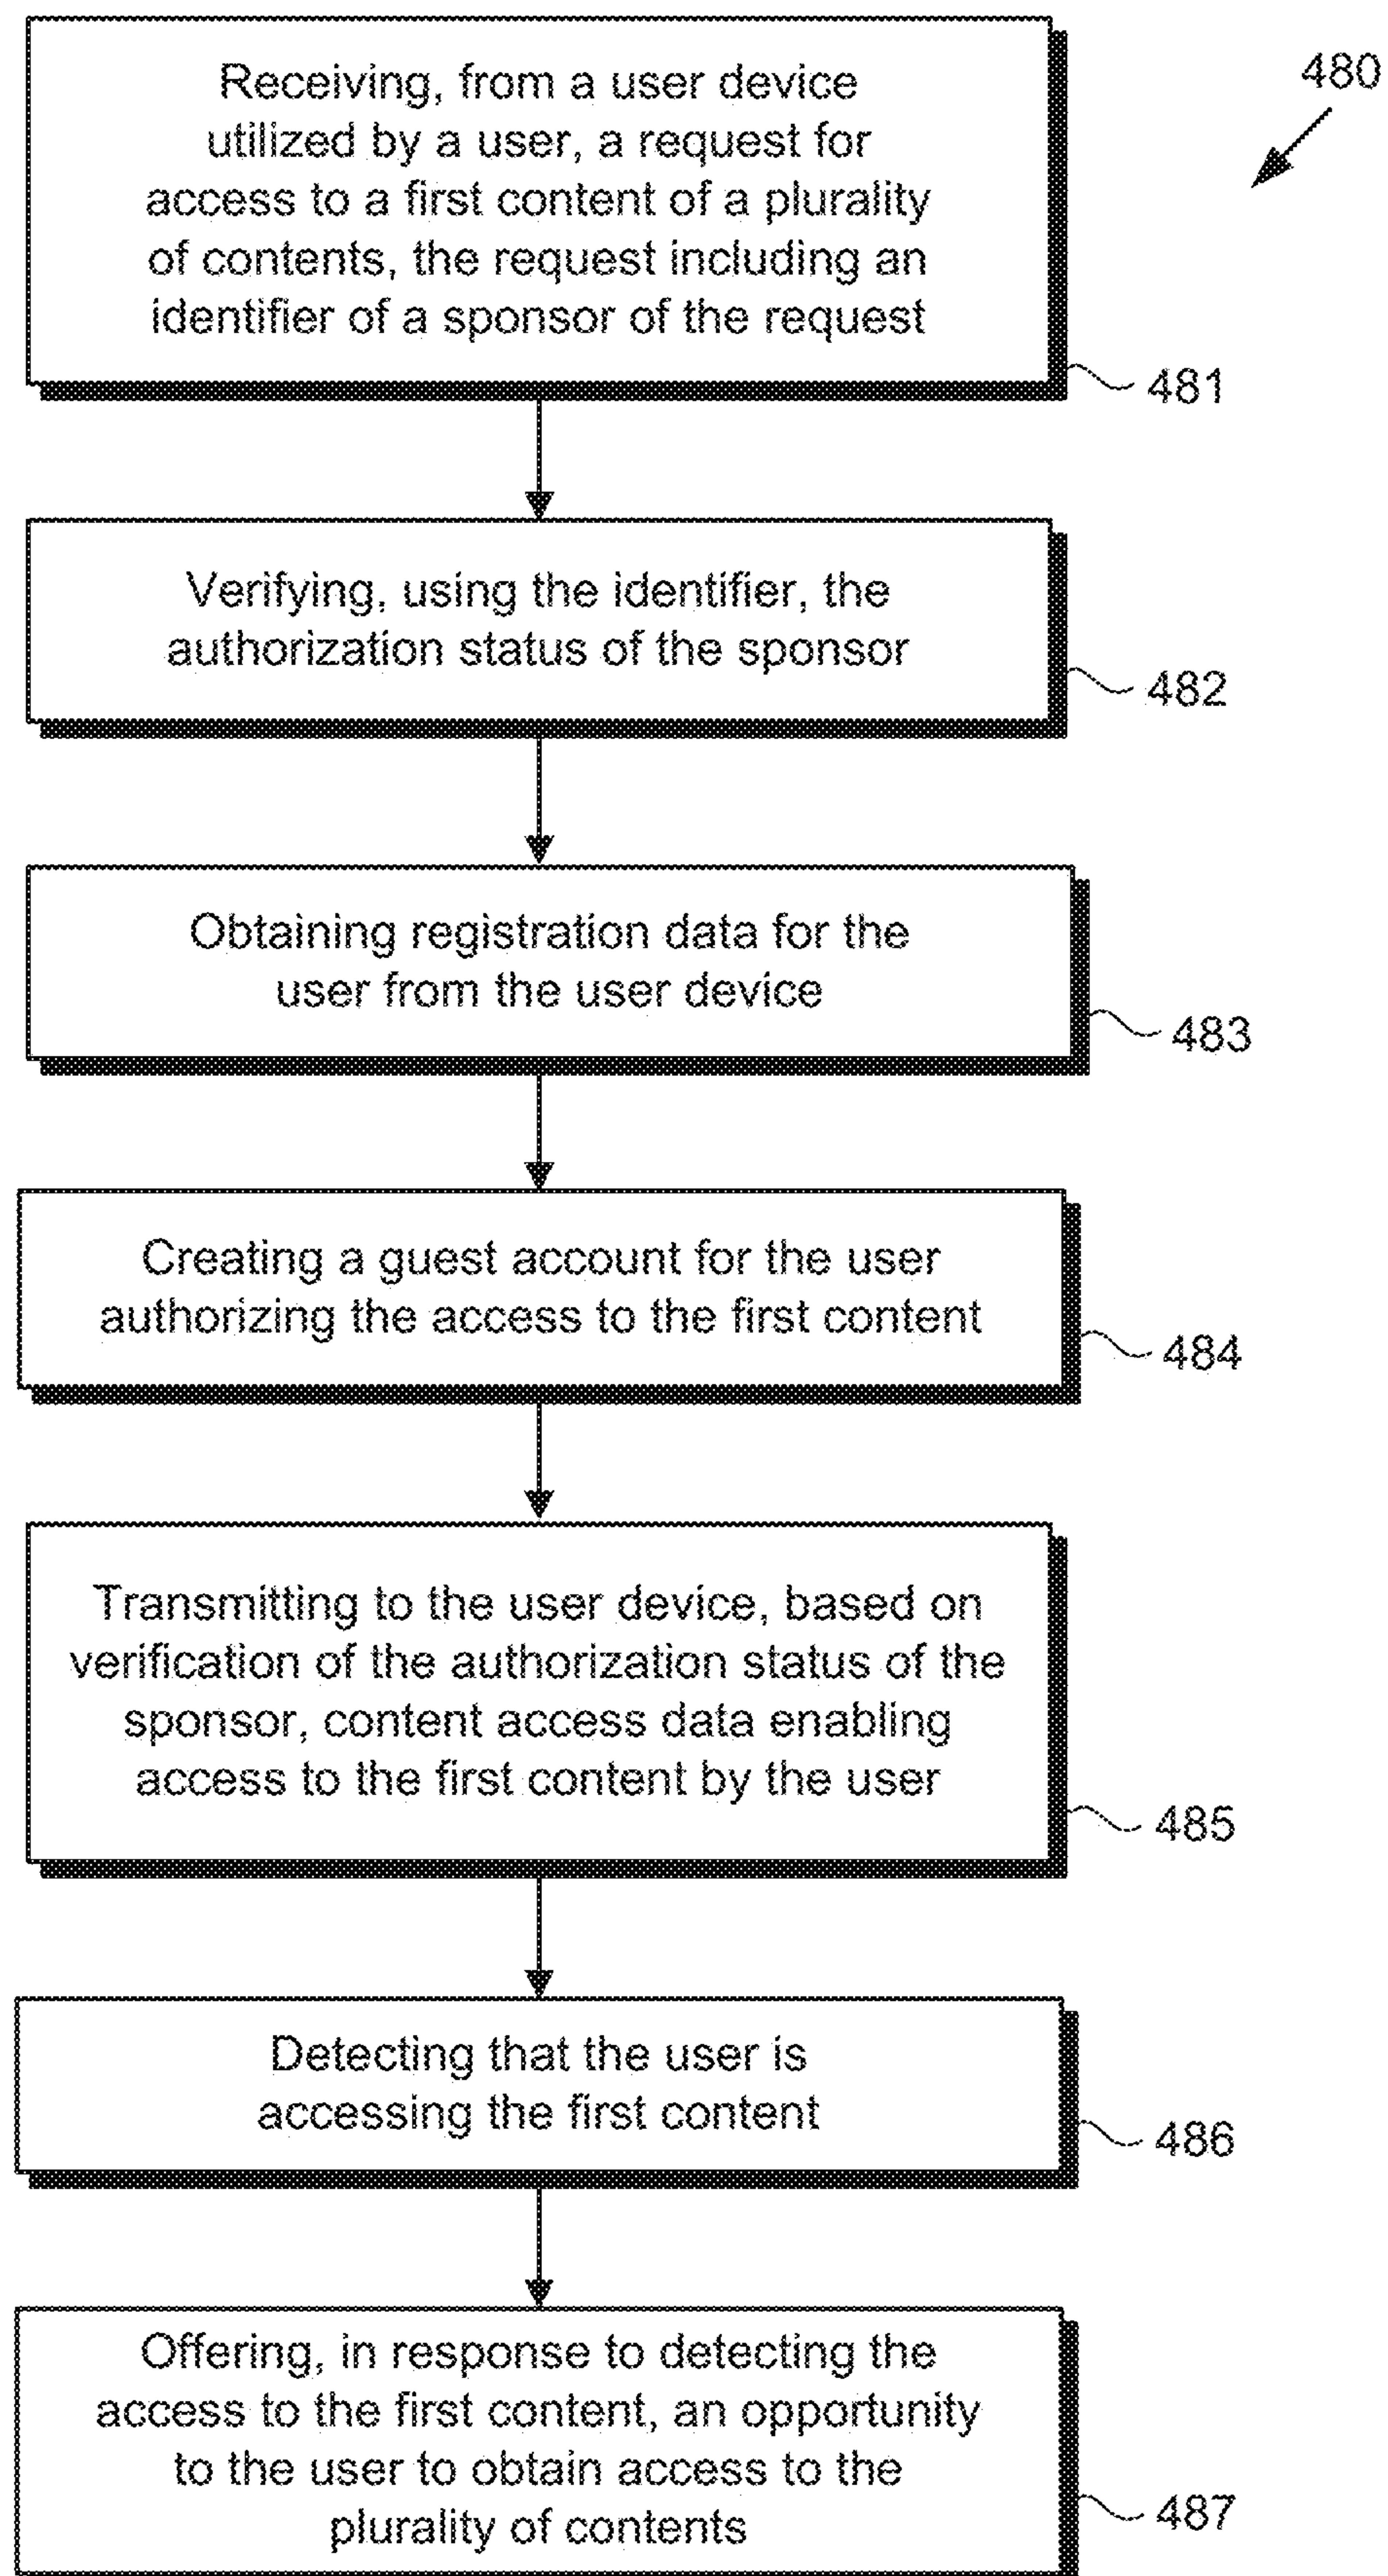 480
Receiving, from a user device
utilized by a user, a request for
access to a first content of a plurality
of contents, the request including an
identifier of a sponsor of the request
481
Verifying, using the identifier, the
authorization status of the sponsor
482
Obtaining registration data for the
user from the user device
483
Creating a guest account for the user
authorizing the access to the first content
484
Transmitting to the user device, based on
verification of the authorization status of the
sponsor, content access data enabling
access to the first content by the user
485
Detecting that the user is
accessing the first content
486
Offering, in response to detecting the
access to the first content, an opportunity
to the user to obtain access to the
plurality of contents
487